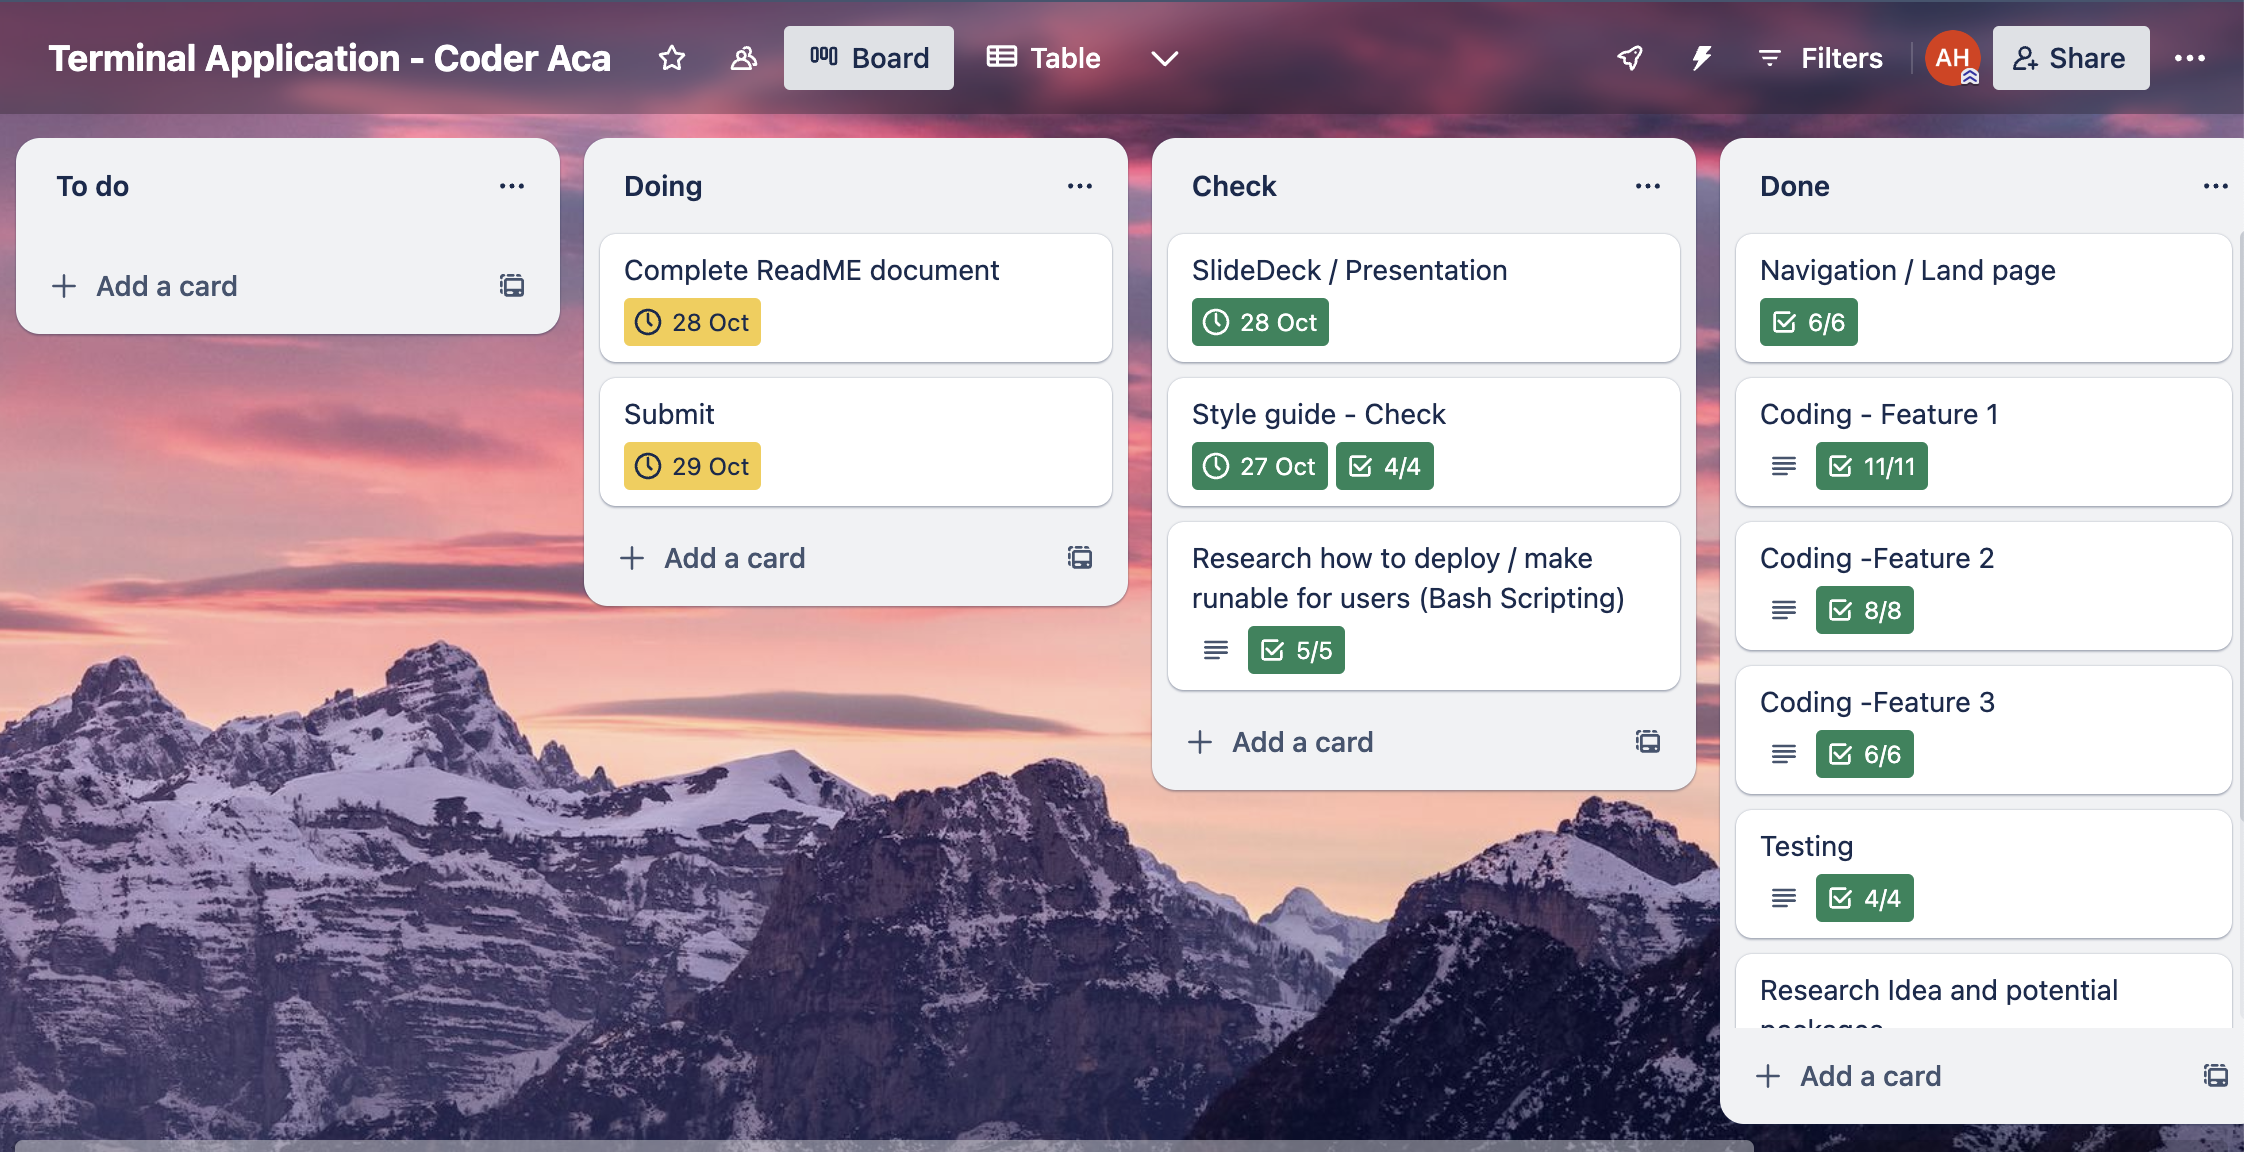 Terminal Application - Coder Aca
Board
Table
Filters
AH
Share
To do
Add a card
Doing
Complete ReadME document
28 Oct
Submit
29 Oct
Add a card
Check
SlideDeck / Presentation
28 Oct
Style guide - Check
27 Oct 4/4
Research how to deploy / make
runable for users (Bash Scripting)
5/5
Add a card
Done
Navigation / Land page
6/6
Coding - Feature 1
11/11
Coding -Feature 2
8/8
Coding -Feature 3
6/6
Testing
4/4
Research Idea and potential
packages
Add a card